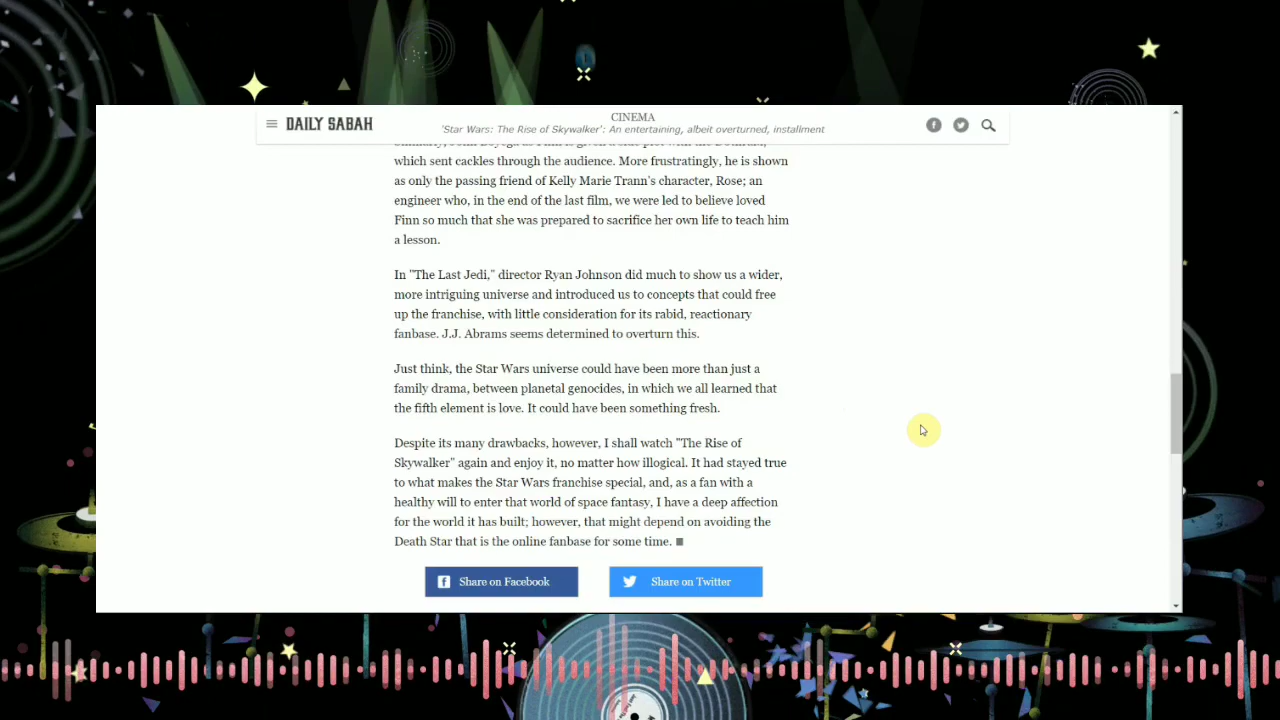 CINEMA
DAILY SABAH
'Star Wars: The Rise of Skywalker': An entertaining, albeit overturned, installment
which sent cackles through the audience. More frustratingly, he is shown
as only the passing friend of Kelly Marie Trann's character, Rose; an
engineer who, in the end of the last film, we were led to believe loved
Finn so much that she was prepared to sacrifice her own life to teach him
a lesson.
In "The Last Jedi," director Ryan Johnson did much to show us a wider,
more intriguing universe and introduced us to concepts that could free
up the franchise, with little consideration for its rabid, reactionary
fanbase. J.J. Abrams seems determined to overturn this.
Just think, the Star Wars universe could have been more than just a
family drama, between planetal genocides, in which we all learned that
the fifth element is love. It could have been something fresh.
Despite its many drawbacks, however, I shall watch "The Rise of
Skywalker" again and enjoy it, no matter how illogical. It had stayed true
to what makes the Star Wars franchise special, and, as a fan with a
healthy will to enter that world of space fantasy, I have a deep affection
for the world it has built; however, that might depend on avoiding the
Death Star that is the online fanbase for some time.
Share on Facebook
Share on Twitter